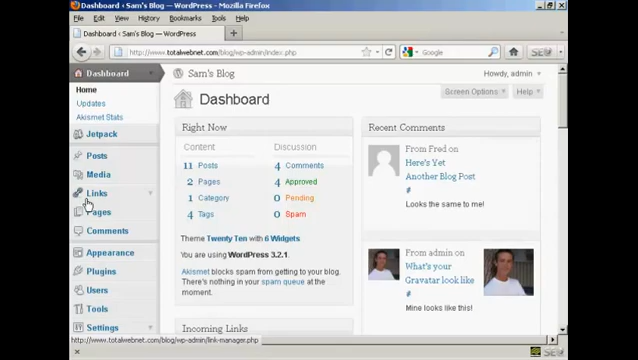 Dashboard ‹ Sam's Blog — WordPress - Mozilla Firefox
File Edit View History Bookmarks Tools Help
Dashboard ‹ Sam's Blog — WordPress
http://www.totalwebnet.com/blog/wp-admin/index.php
Google
SEO
Dashboard
Sam's Blog
Howdy, admin
Home
Updates
Akismet Stats
Jetpack
Posts
Media
Links
Pages
Comments
Appearance
Plugins
Users
Tools
Settings
Screen Options
Help
Dashboard
Right Now
Content
Discussion
11 Posts
4 Comments
2 Pages
4 Approved
1 Category
0 Pending
4 Tags
0 Spam
Theme Twenty Ten with 6 Widgets
You are using WordPress 3.2.1.
Akismet blocks spam from getting to your blog.
There's nothing in your spam queue at the
moment.
Incoming Links
Recent Comments
From Fred on
Here's Yet
Another Blog Post
#
Looks the same to me!
From admin on
What's your
Gravatar look like
#
Mine looks like this!
http://www.totalwebnet.com/blog/wp-admin/link-manager.php
SEO